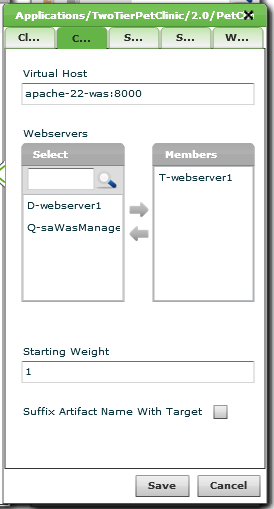 Applications/TwoTierPetClinic/2.0/PetC
Cl... C... S... S... W...
Virtual Host
apache-22-was:8000
Webservers
Select
Members
T-webserver1
D-webserver1
Q-saWasManage
Starting Weight
1
Suffix Artifact Name With Target
Save Cancel